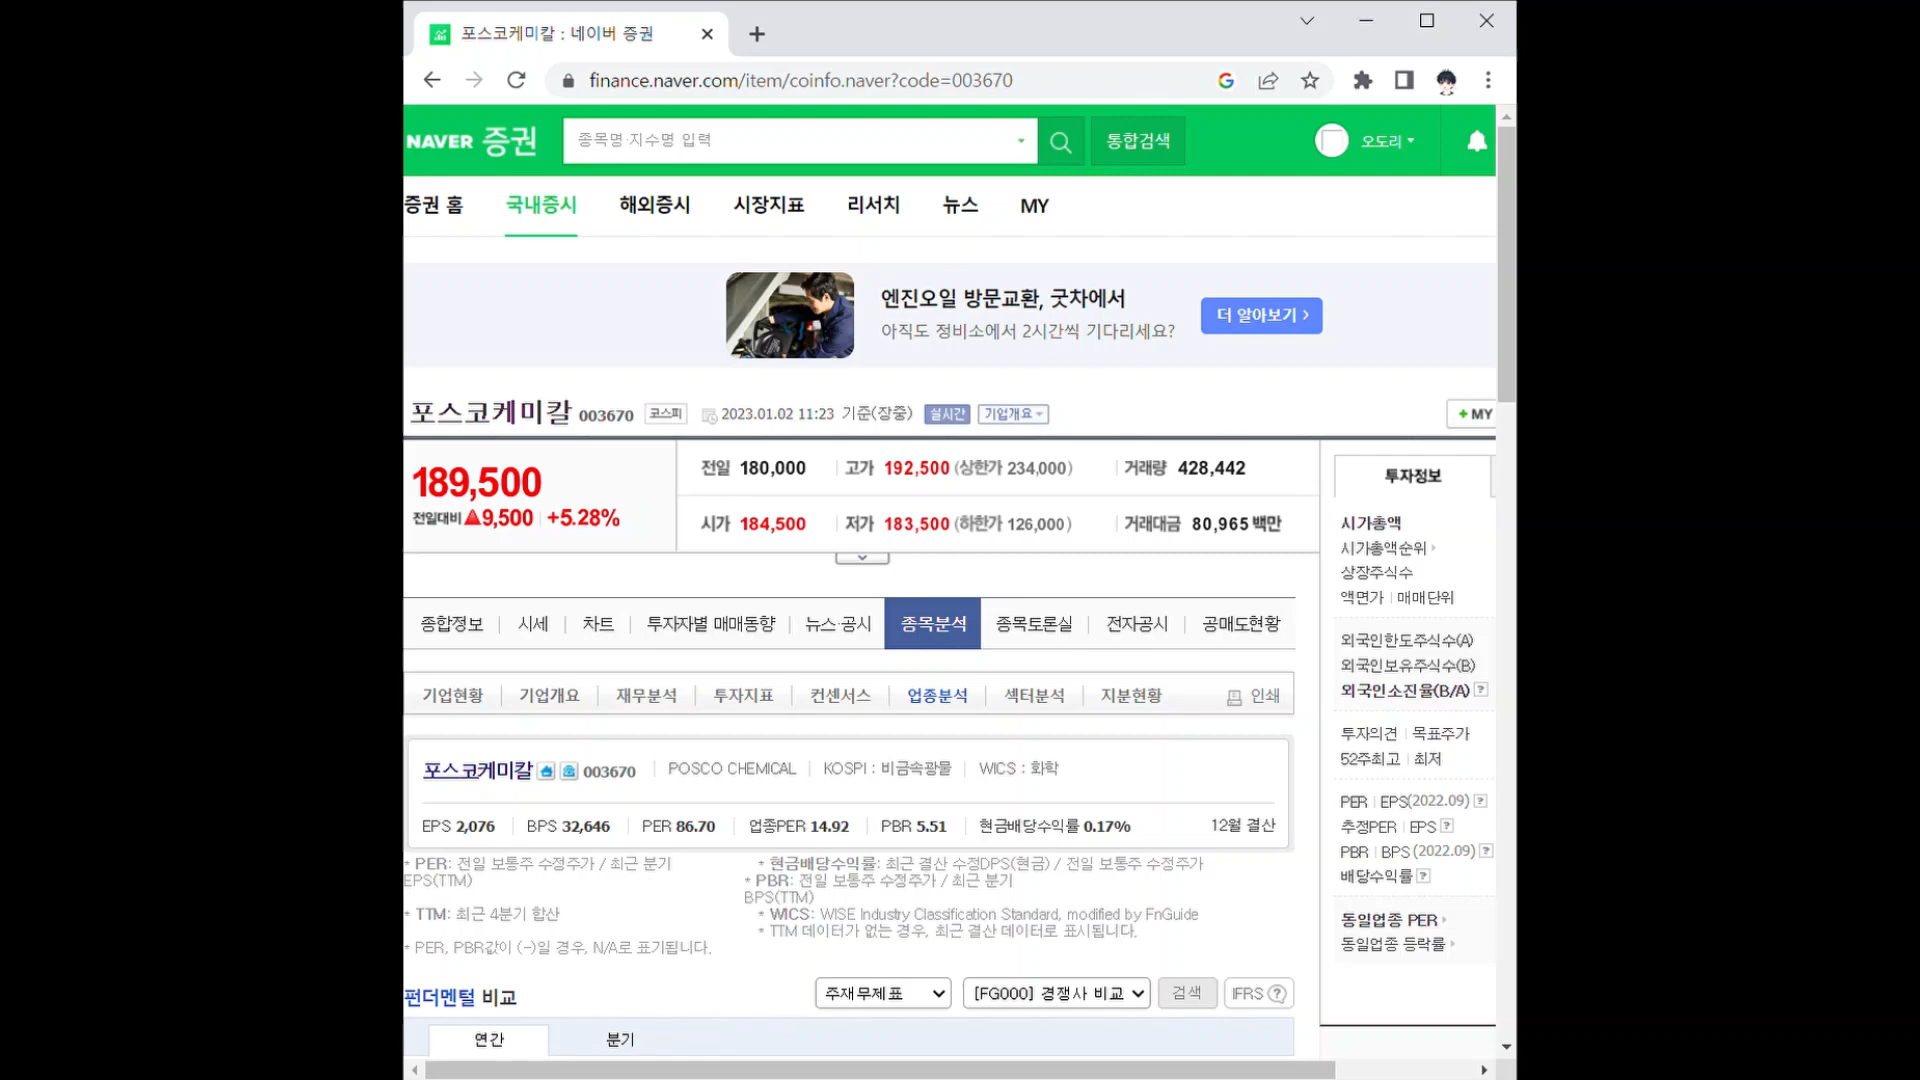 포스코케미칼 : 네이버 증권
finance.naver.com/item/coinfo.naver?code=003670
NAVER 증권 종목명·지수명 입력 통합검색 오도리
증권 홈 국내증시 해외증시 시장지표 리서치 뉴스 MY
엔진오일 방문교환, 굿차에서
아직도 정비소에서 2시간씩 기다리세요?
더 알아보기
포스코케미칼 003670 코스피 2023.01.02 11:23 기준(장중) 실시간 기업개요 +MY
189,500
전일대비 9,500 +5.28%
전일 180,000 고가 192,500 (상한가 234,000) 거래량 428,442
시가 184,500 저가 183,500 (하한가 126,000) 거래대금 80,965 백만
종합정보 시세 차트 투자자별 매매동향 뉴스·공시 종목분석 종목토론실 전자공시 공매도현황
기업현황 기업개요 재무분석 투자지표 컨센서스 업종분석 섹터분석 지분현황 인쇄
포스코케미칼 003670 POSCO CHEMICAL KOSPI : 비금속광물 WICS : 화학
EPS 2,076 BPS 32,646 PER 86.70 업종PER 14.92 PBR 5.51 현금배당수익률 0.17% 12월 결산
* PER: 전일 보통주 수정주가 / 최근 분기
EPS(TTM)
* TTM: 최근 4분기 합산
* PER, PBR값이 (-)일 경우, N/A로 표기됩니다.
* 현금배당수익률: 최근 결산 수정DPS(현금) / 전일 보통주 수정주가
* PBR: 전일 보통주 수정주가 / 최근 분기
BPS(TTM)
* WICS: WISE Industry Classification Standard, modified by FnGuide
* TTM 데이터가 없는 경우, 최근 결산 데이터로 표시됩니다.
펀더멘털 비교 주재무제표 [FG000] 경쟁사 비교 검색 IFRS ?
연간 분기
투자정보
시가총액
시가총액순위
상장주식수
액면가 매매단위
외국인한도주식수(A)
외국인보유주식수(B)
외국인소진율(B/A) ?
투자의견 목표주가
52주최고 최저
PER EPS(2022.09) ?
추정PER EPS ?
PBR BPS (2022.09) ?
배당수익률 ?
동일업종 PER
동일업종 등락률